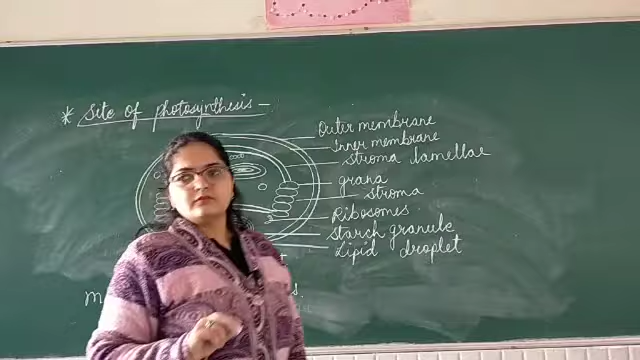 * Site of photosynthesis -
Outer membrane
Inner membrane
stroma lamellae
grana
stroma
Ribosomes
Starch granule
Lipid droplet